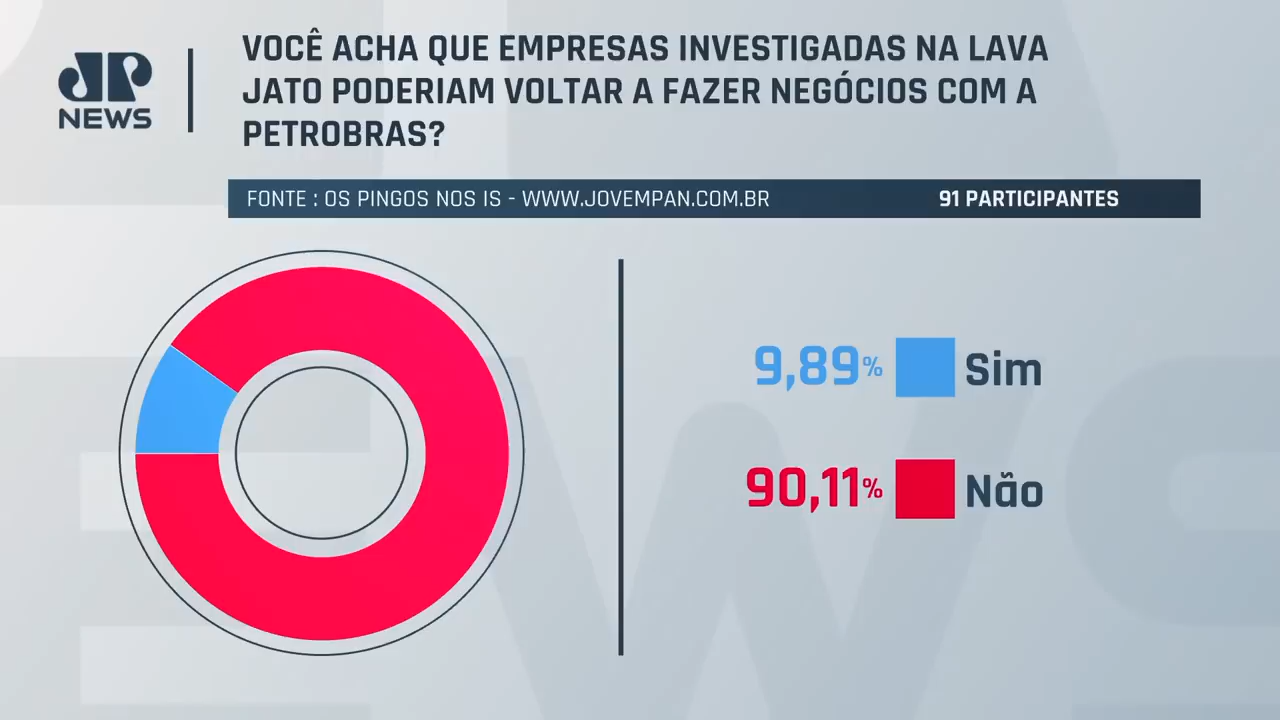 VOCÊ ACHA QUE EMPRESAS INVESTIGADAS NA LAVA
JATO PODERIAM VOLTAR A FAZER NEGÓCIOS COM A
PETROBRAS?
JP
NEWS
FONTE : OS PINGOS NOS IS - WWW.JOVEMPAN.COM.BR 91 PARTICIPANTES
9,89% Sim
90,11% Não